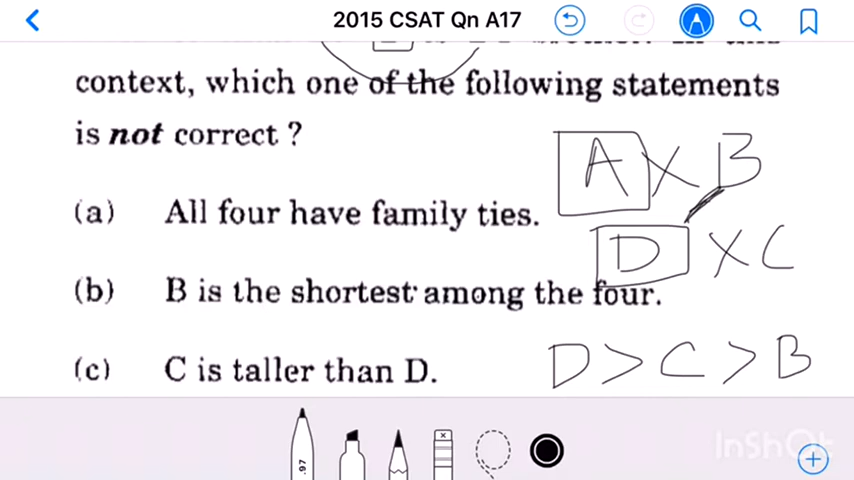 2015 CSAT Qn A17
context, which one of the following statements
is not correct ?
(a) All four have family ties.
A X B
D X C
(b) B is the shortest among the four.
(c) C is taller than D.
D > C > B
.97
InShOt